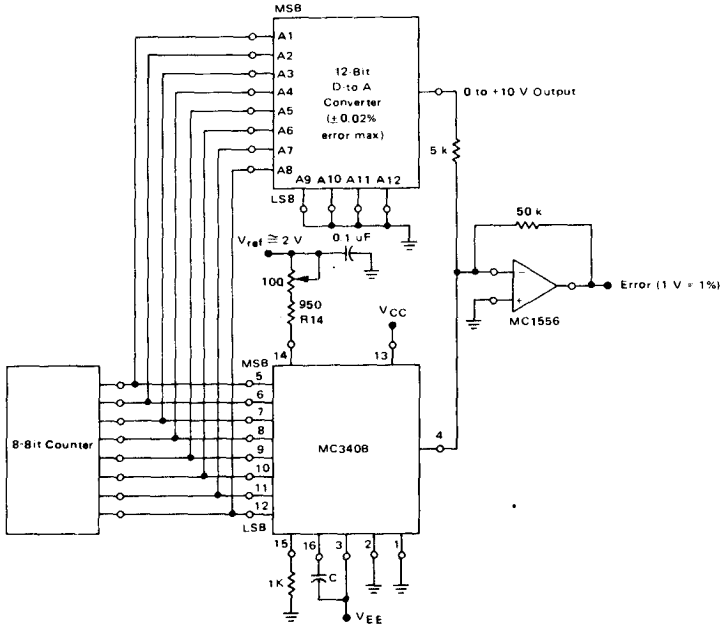 MSB
A1
A2
A3
A4
A5
A6
A7
A8
12-Bit
D-to A
Converter
(±0.02%
error max)
0 to +10 V Output
A9 A10 A11 A12
LSB
5 k
50 k
Vref ≅ 2 V
0.1 uF
100
950
R14
VCC
MC1556
Error (1 V = 1%)
14
13
MSB
5
6
7
8
9
10
11
12
LSB
8-Bit Counter
MC3408
4
15
16
3
2
1
1K
C
VEE